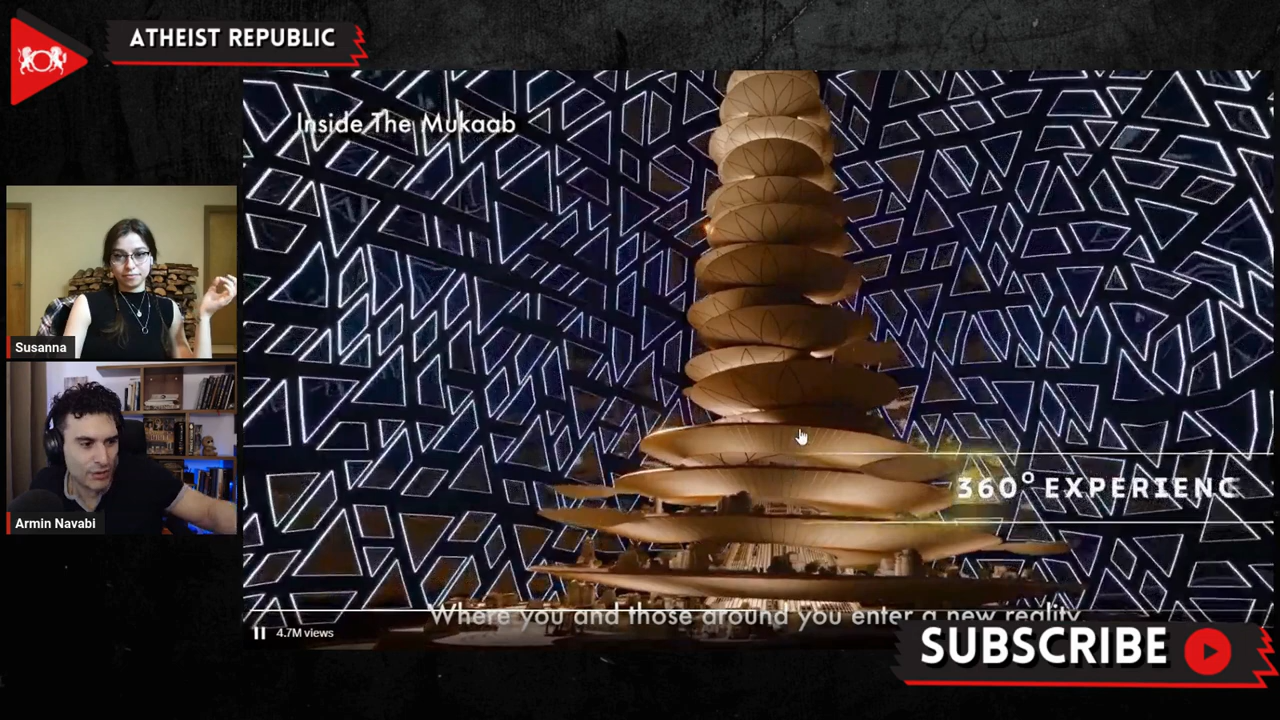 ATHEIST REPUBLIC
Inside The Mukaab
Susanna
360° EXPERIENC
Armin Navabi
Where you and those around you enter a new reality
4.7M views
SUBSCRIBE